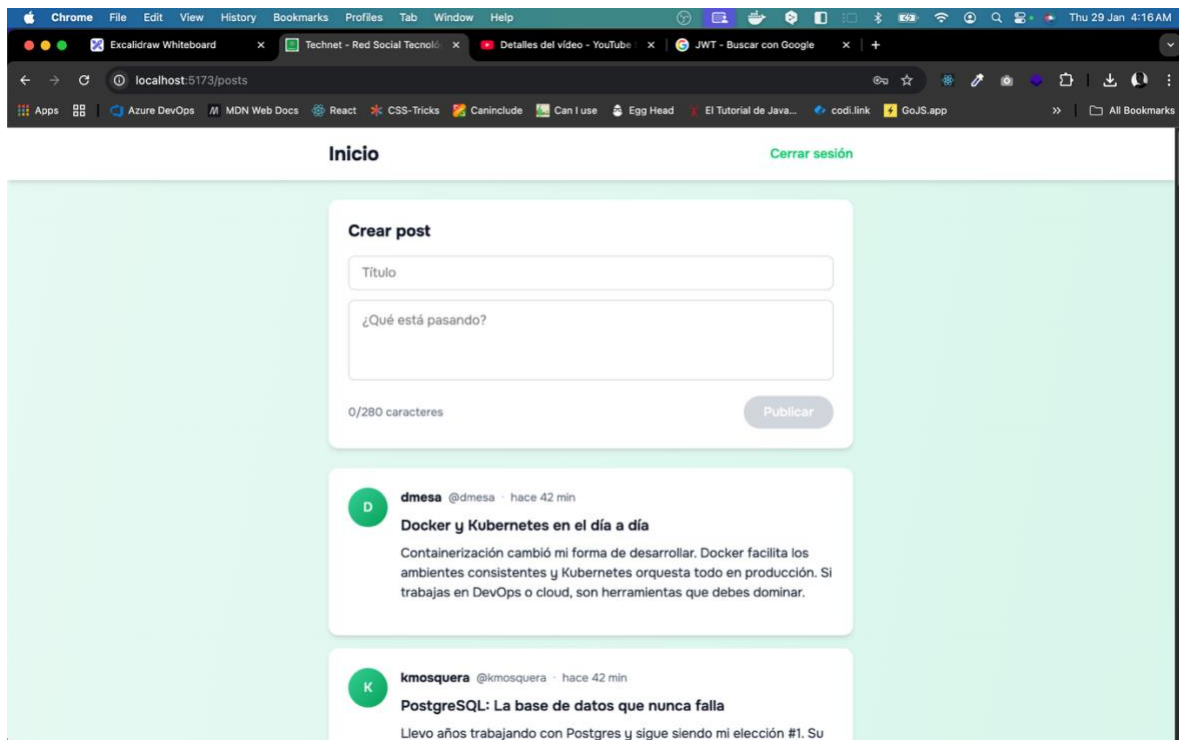 Chrome File Edit View History Bookmarks Profiles Tab Window Help Thu 29 Jan 4:16 AM
Excalidraw Whiteboard Technet - Red Social Tecnoló Detalles del vídeo - YouTube JWT - Buscar con Google
localhost:5173/posts
Apps Azure DevOps MDN Web Docs React CSS-Tricks Caninclude Can I use Egg Head El Tutorial de Java... codi.link GoJS.app » All Bookmarks
Inicio Cerrar sesión
Crear post
Título
¿Qué está pasando?
0/280 caracteres Publicar
D dmesa @dmesa · hace 42 min
Docker y Kubernetes en el día a día
Containerización cambió mi forma de desarrollar. Docker facilita los
ambientes consistentes y Kubernetes orquesta todo en producción. Si
trabajas en DevOps o cloud, son herramientas que debes dominar.
K kmosquera @kmosquera · hace 42 min
PostgreSQL: La base de datos que nunca falla
Llevo años trabajando con Postgres y sigue siendo mi elección #1. Su